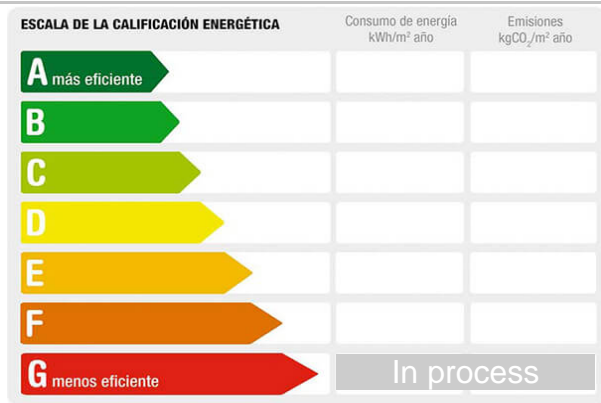 ESCALA DE LA CALIFICACIÓN ENERGÉTICA
Consumo de energía
kWh/m² año
Emisiones
kgCO₂/m² año
A más eficiente
B
C
D
E
F
G menos eficiente
In process